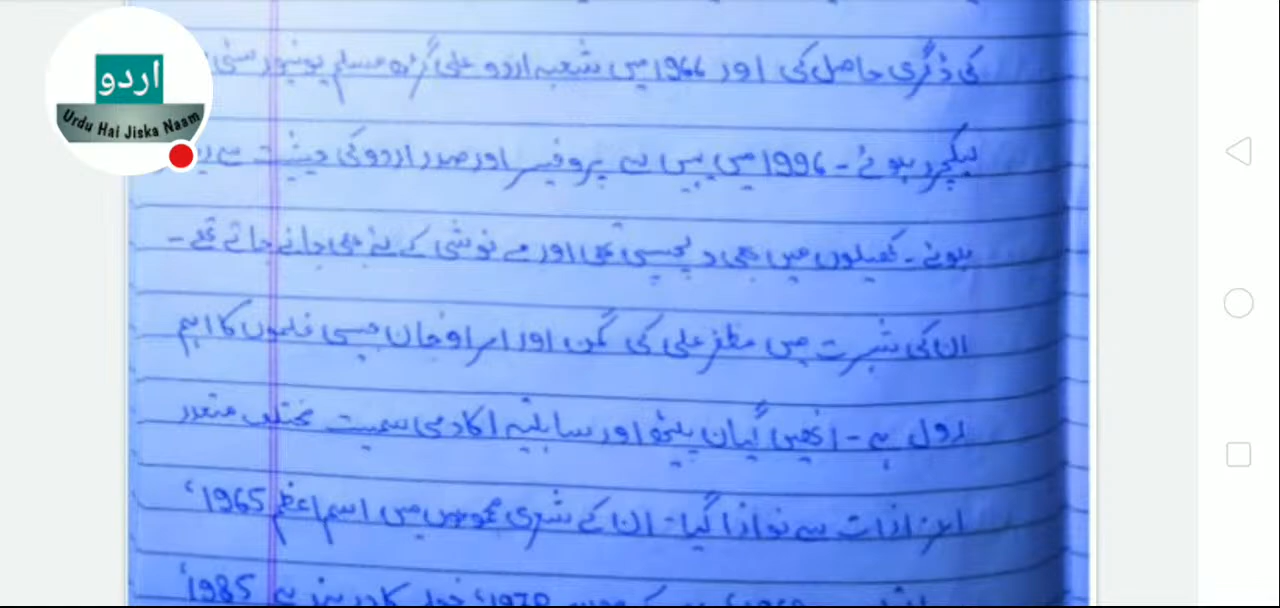 اردو
Urdu Hai Jiska Naam
کی ڈگری حاصل کی اور 1966 میں شعبہ اردو علی گڑھ مسلم یونیورسٹی
لیکچرر ہوئے ۔ 1996 میں یہیں سے پروفیسر اور صدر اردو کی حیثیت سے
ہوئے ۔ کھیلوں میں بھی دلچسپی تھی اور مے نوشی کے لئے بھی جانے جاتے تھے ۔
ان کی شہرت میں مظفر علی کی گمن اور امراؤ جان جیسی فلموں کا اہم
رول ہے ۔ انھیں گیان پیٹھ اور ساہتیہ اکادمی سمیت مختلف متعدد
اعزازات سے نوازا گیا ۔ ان کے شعری مجموعوں میں اسم اعظم 1965،
1985،